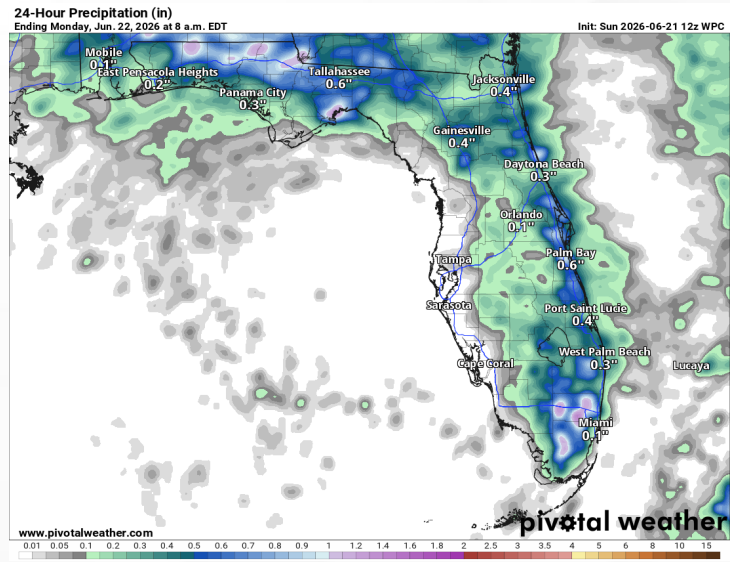 24-Hour Precipitation (in)
Ending Monday, Jun. 22, 2026 at 8 a.m. EDT
Init: Sun 2026-06-21 12z WPC
Mobile
0.1"
East Pensacola Heights
0.2"
Panama City
0.3"
Tallahassee
0.6"
Jacksonville
0.4"
Gainesville
0.4"
Daytona Beach
0.3"
Orlando
0.1"
Tampa
Palm Bay
0.6"
Sarasota
Port Saint Lucie
0.4"
West Palm Beach
0.3"
Cape Coral
Lucaya
Miami
0.1"
www.pivotalweather.com
pivotal weather
0.01 0.05 0.1 0.2 0.3 0.4 0.5 0.6 0.7 0.8 0.9 1 1.2 1.4 1.6 1.8 2 2.5 3 3.5 4 5 6 8 10 15